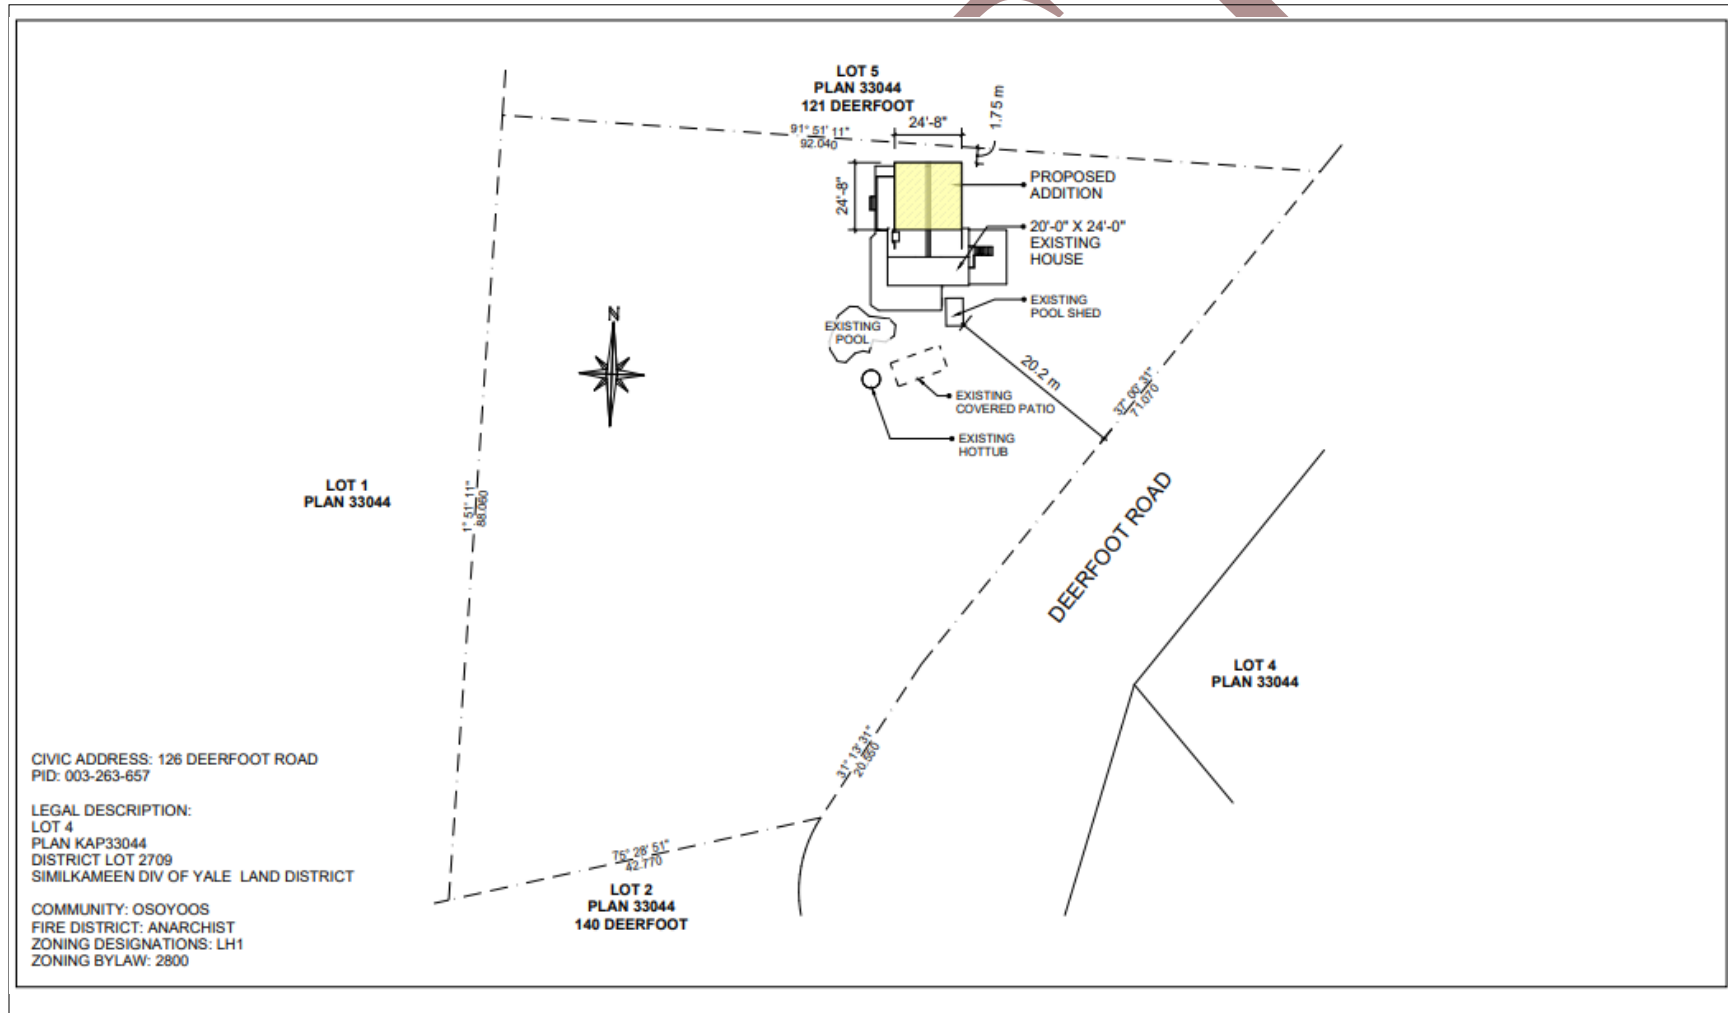 LOT 5
PLAN 33044
121 DEERFOOT
91° 51' 11"
92.040
24'-8"
1.75 m
24'-8"
PROPOSED
ADDITION
20'-0" X 24'-0"
EXISTING
HOUSE
EXISTING
POOL SHED
EXISTING
POOL
N
20.2 m
EXISTING
COVERED PATIO
EXISTING
HOTTUB
37° 00' 31"
71.070
LOT 1
PLAN 33044
1° 51' 11"
88.060
DEERFOOT ROAD
LOT 4
PLAN 33044
31° 13' 31"
20.550
75° 28' 51"
42.770
LOT 2
PLAN 33044
140 DEERFOOT
CIVIC ADDRESS: 126 DEERFOOT ROAD
PID: 003-263-657
LEGAL DESCRIPTION:
LOT 4
PLAN KAP33044
DISTRICT LOT 2709
SIMILKAMEEN DIV OF YALE LAND DISTRICT
COMMUNITY: OSOYOOS
FIRE DISTRICT: ANARCHIST
ZONING DESIGNATIONS: LH1
ZONING BYLAW: 2800